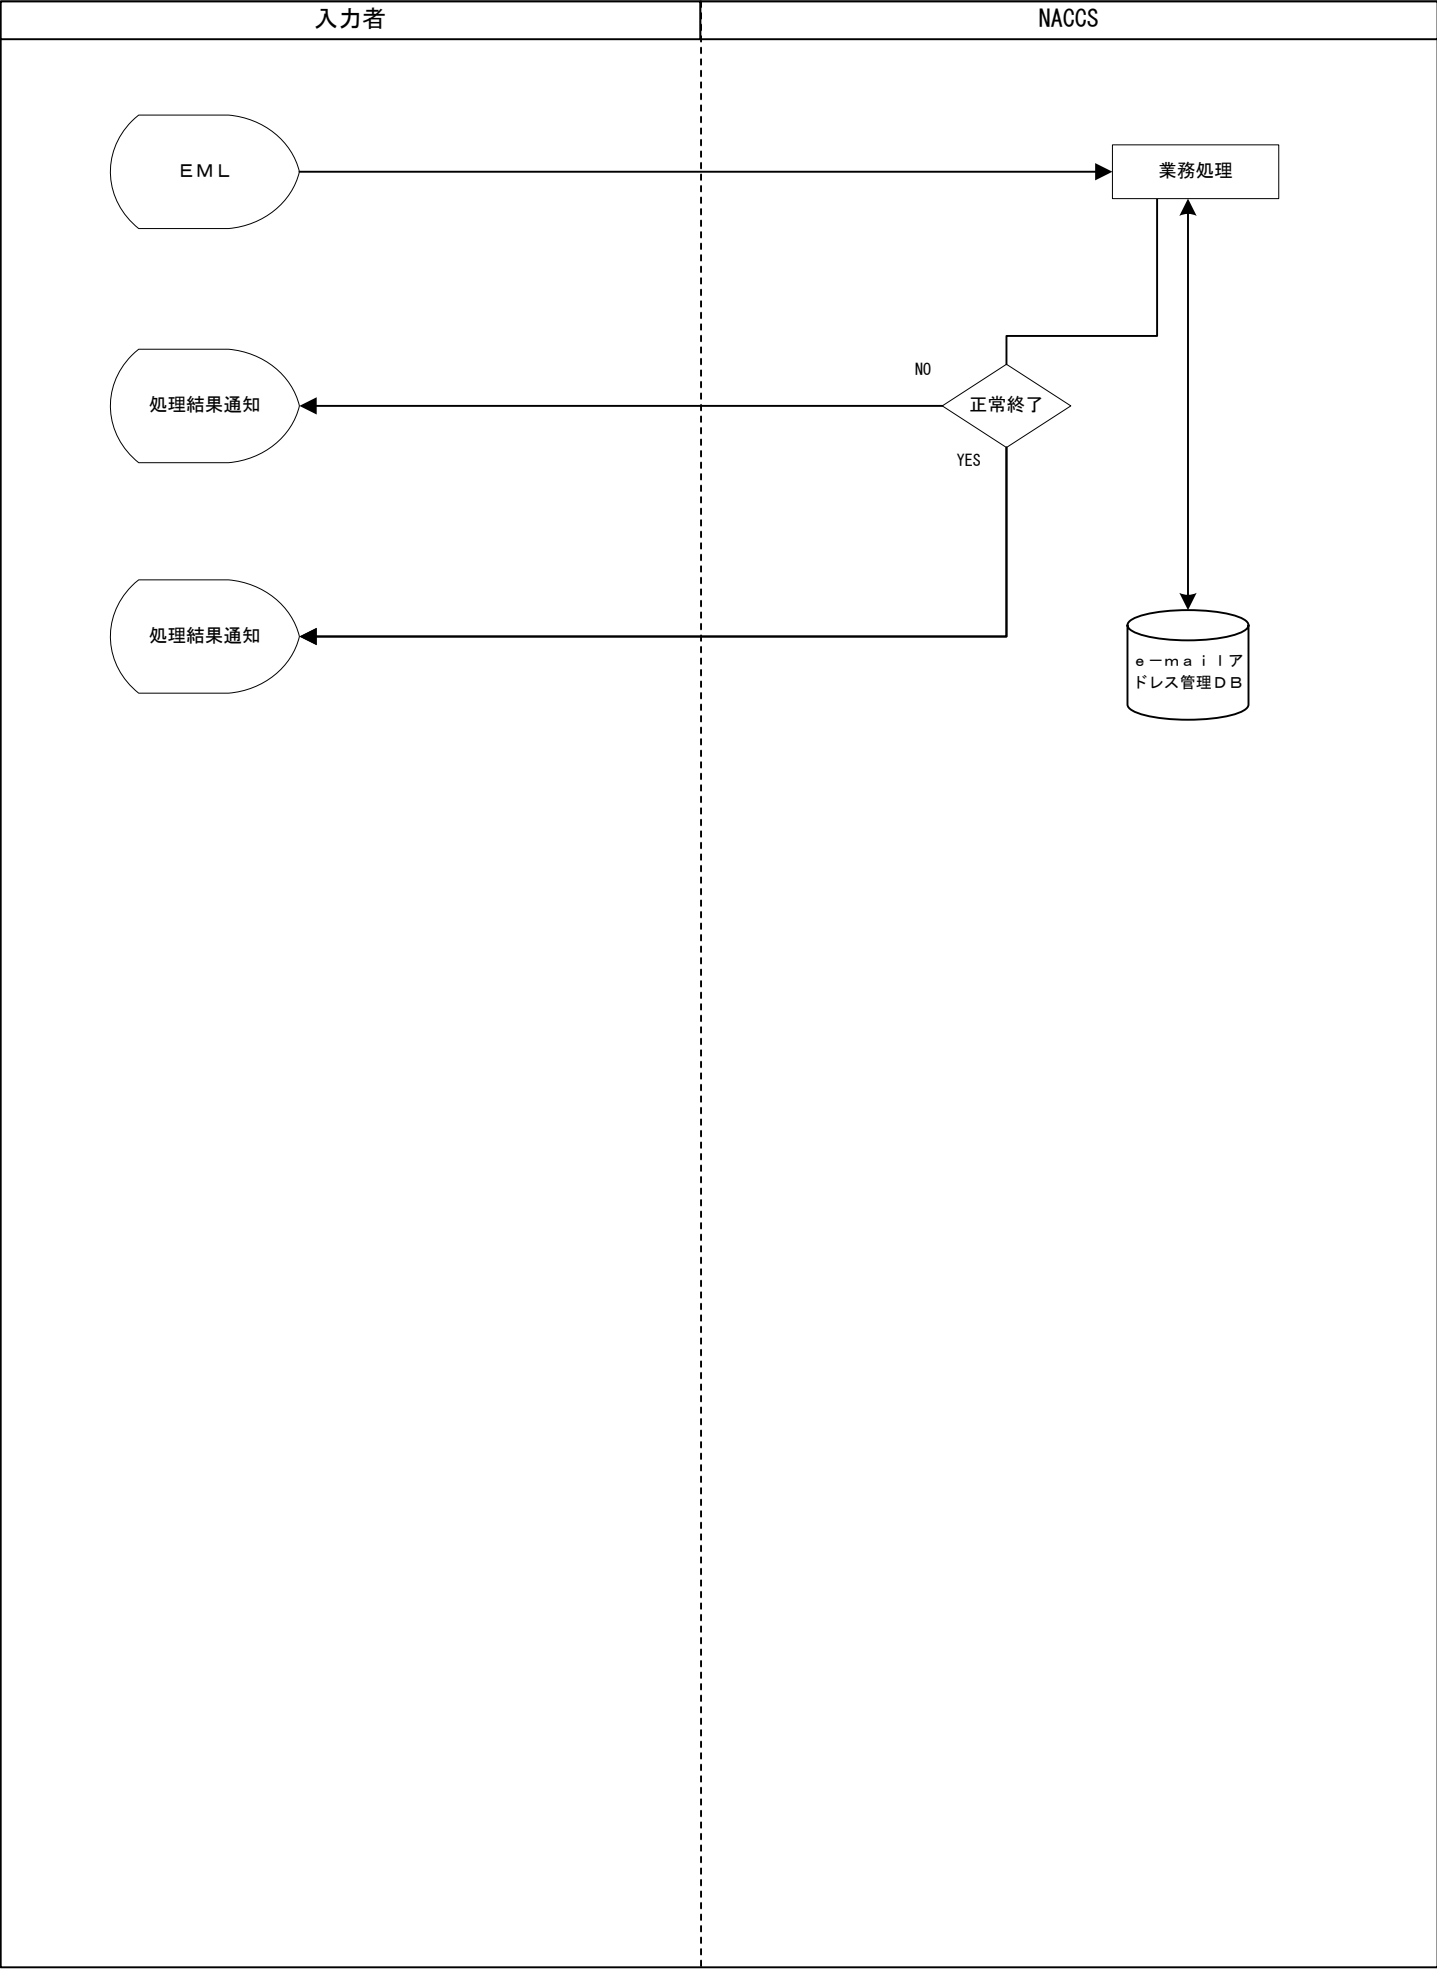 入力者
NACCS
ＥＭＬ
業務処理
NO
処理結果通知
正常終了
YES
処理結果通知
ｅ－ｍａｉｌア
ドレス管理ＤＢ